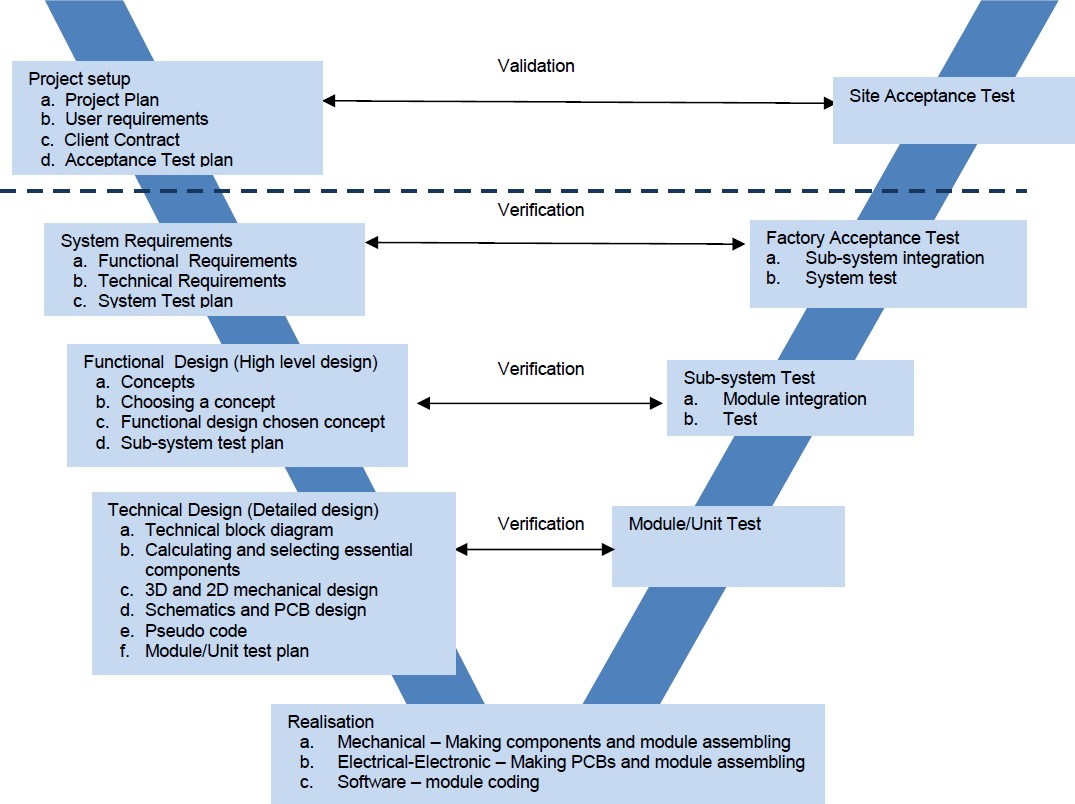 Validation
Project setup
a. Project Plan
b. User requirements
c. Client Contract
d. Acceptance Test plan
Site Acceptance Test
Verification
System Requirements
a. Functional Requirements
b. Technical Requirements
c. System Test plan
Factory Acceptance Test
a. Sub-system integration
b. System test
Verification
Functional Design (High level design)
a. Concepts
b. Choosing a concept
c. Functional design chosen concept
d. Sub-system test plan
Sub-system Test
a. Module integration
b. Test
Technical Design (Detailed design)
a. Technical block diagram
b. Calculating and selecting essential
components
c. 3D and 2D mechanical design
d. Schematics and PCB design
e. Pseudo code
f. Module/Unit test plan
Verification
Module/Unit Test
Realisation
a. Mechanical – Making components and module assembling
b. Electrical-Electronic – Making PCBs and module assembling
c. Software – module coding